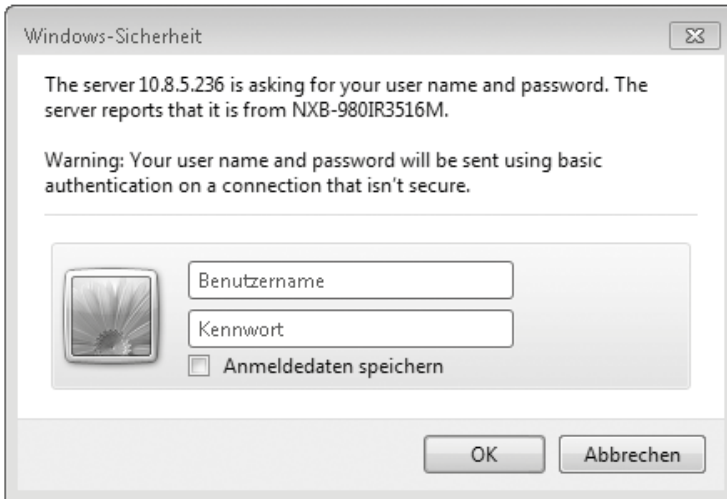 Windows-Sicherheit
The server 10.8.5.236 is asking for your user name and password. The
server reports that it is from NXB-980IR3516M.
Warning: Your user name and password will be sent using basic
authentication on a connection that isn't secure.
Benutzername
Kennwort
Anmeldedaten speichern
OK
Abbrechen